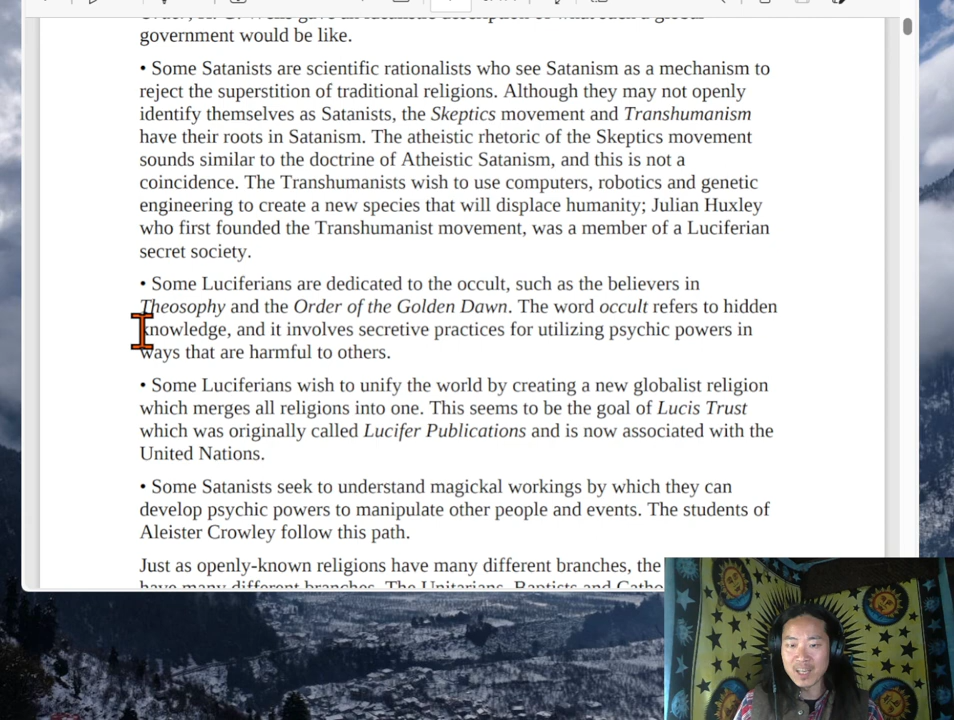 government would be like.
• Some Satanists are scientific rationalists who see Satanism as a mechanism to
reject the superstition of traditional religions. Although they may not openly
identify themselves as Satanists, the Skeptics movement and Transhumanism
have their roots in Satanism. The atheistic rhetoric of the Skeptics movement
sounds similar to the doctrine of Atheistic Satanism, and this is not a
coincidence. The Transhumanists wish to use computers, robotics and genetic
engineering to create a new species that will displace humanity; Julian Huxley
who first founded the Transhumanist movement, was a member of a Luciferian
secret society.
• Some Luciferians are dedicated to the occult, such as the believers in
Theosophy and the Order of the Golden Dawn. The word occult refers to hidden
knowledge, and it involves secretive practices for utilizing psychic powers in
ways that are harmful to others.
• Some Luciferians wish to unify the world by creating a new globalist religion
which merges all religions into one. This seems to be the goal of Lucis Trust
which was originally called Lucifer Publications and is now associated with the
United Nations.
• Some Satanists seek to understand magickal workings by which they can
develop psychic powers to manipulate other people and events. The students of
Aleister Crowley follow this path.
Just as openly-known religions have many different branches, the
have many different branches. The Unitarians, Baptists and